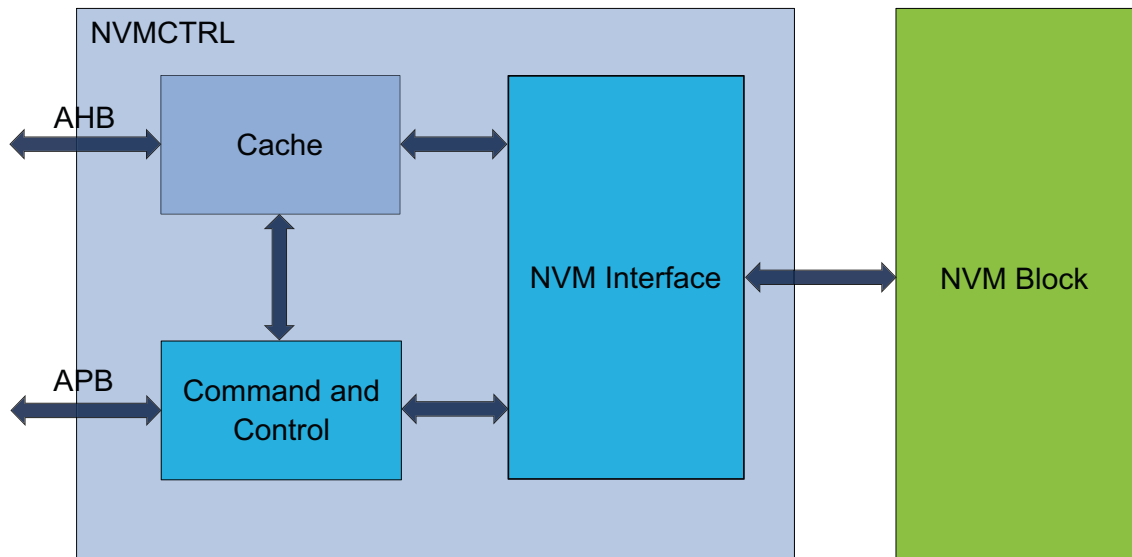 NVMCTRL
AHB
Cache
NVM Interface
NVM Block
APB
Command and
Control